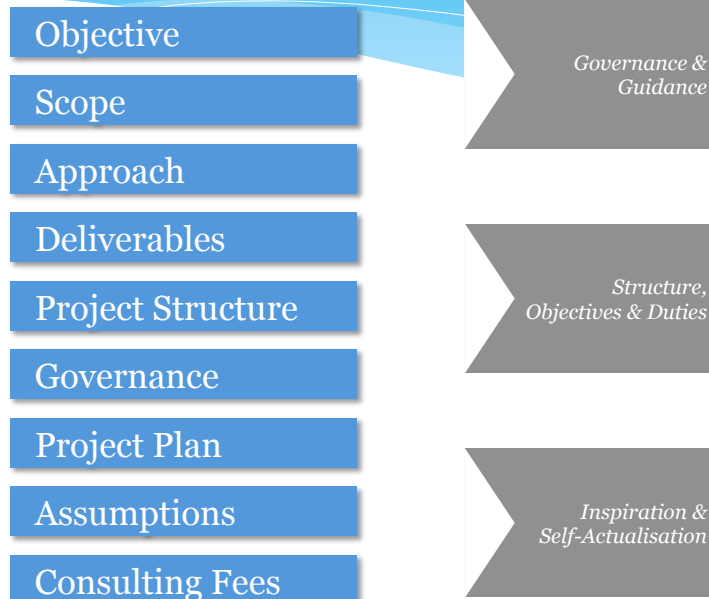 Objective
Scope
Approach
Deliverables
Project Structure
Governance
Project Plan
Assumptions
Consulting Fees
Governance &
Guidance
Structure,
Objectives & Duties
Inspiration &
Self-Actualisation